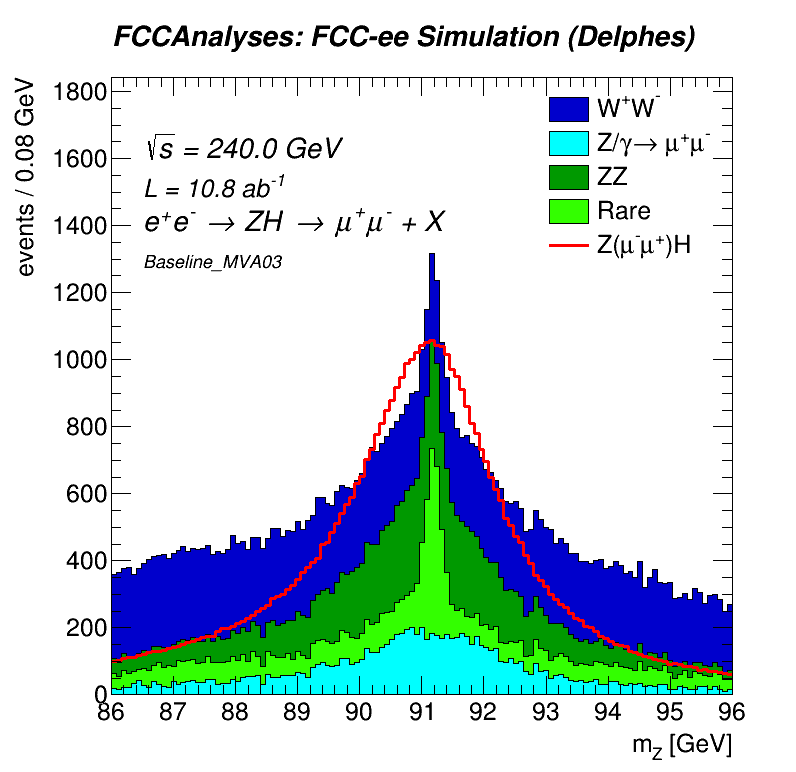 FCCAnalyses: FCC-ee Simulation (Delphes)
events / 0.08 GeV
1800
1600
1400
1200
1000
800
600
400
200
0
√s = 240.0 GeV
L = 10.8 ab⁻¹
e⁺e⁻ → ZH → μ⁺μ⁻ + X
Baseline_MVA03
W⁺W⁻
Z/γ→ μ⁺μ⁻
ZZ
Rare
Z(μ⁻μ⁺)H
86 87 88 89 90 91 92 93 94 95 96
m_Z [GeV]